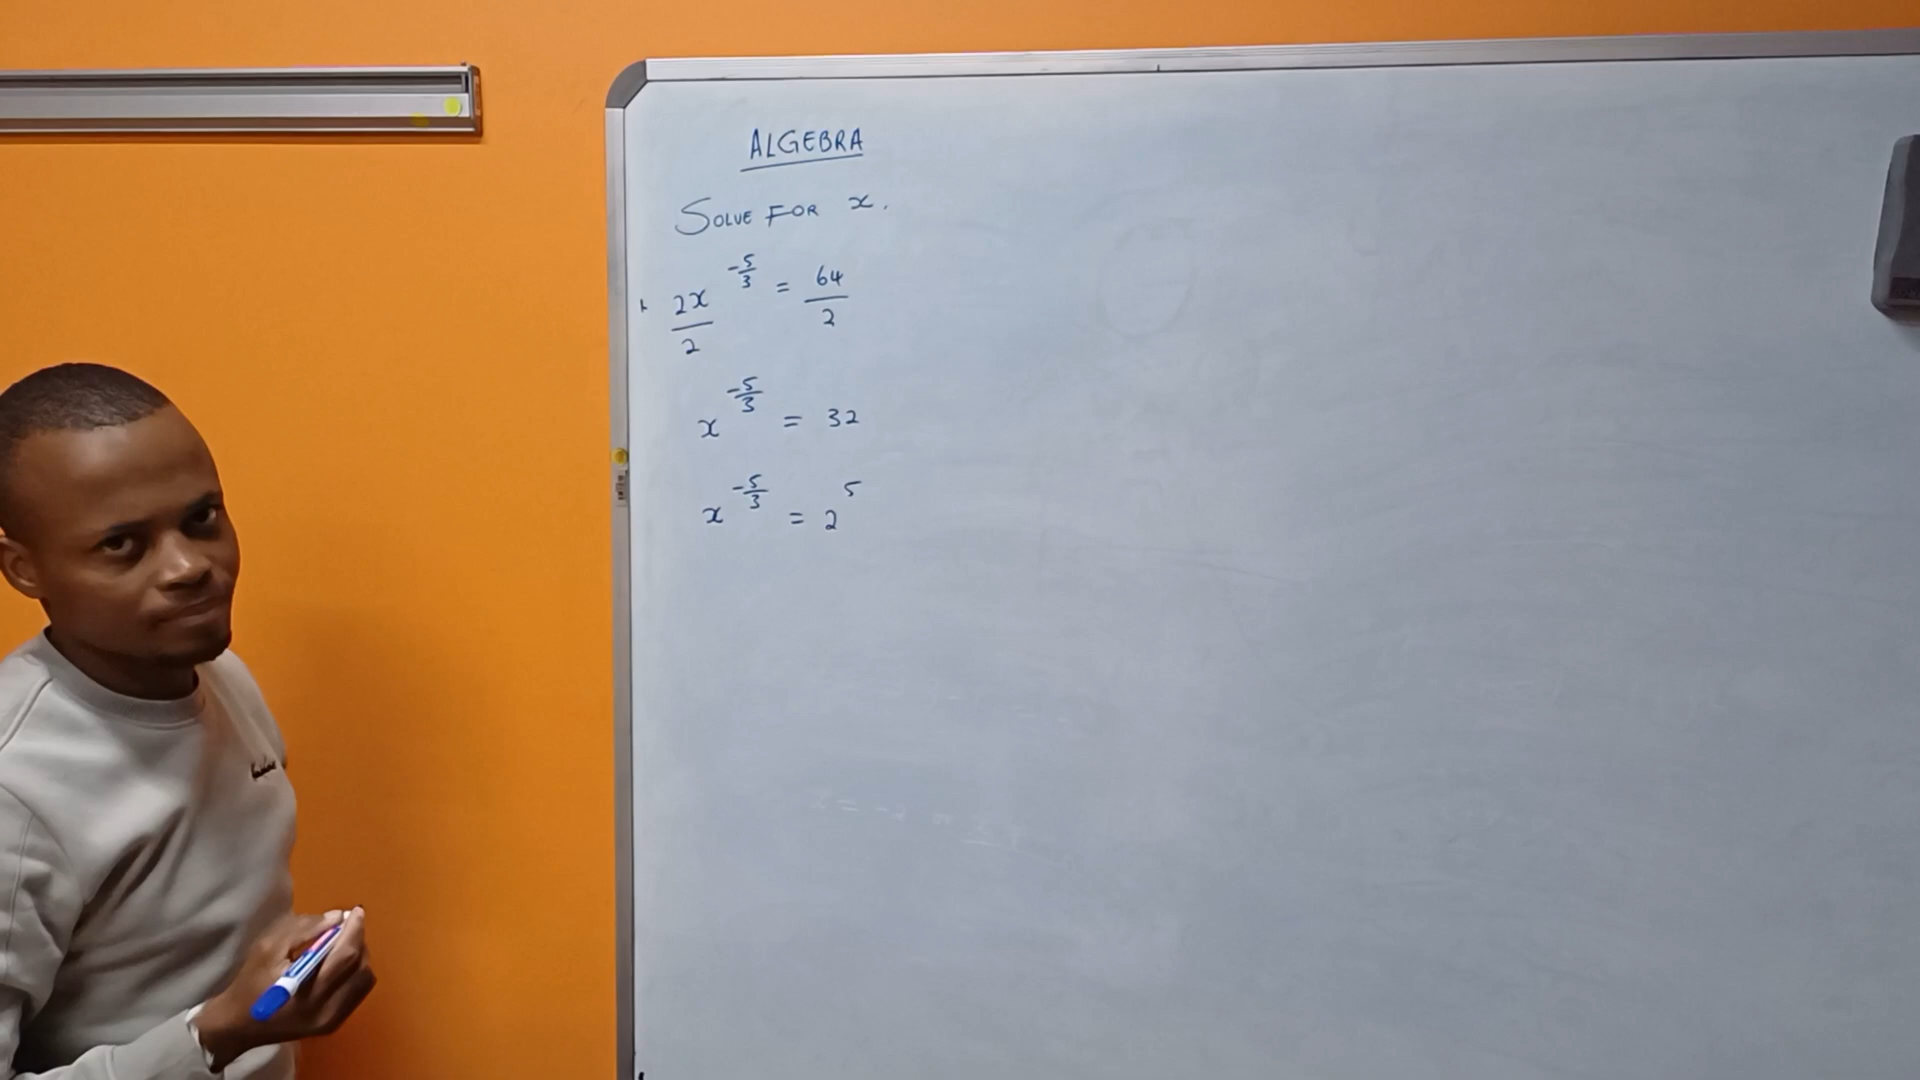 ALGEBRA
SOLVE FOR x.
2x^(-5/3) / 2 = 64 / 2
x^(-5/3) = 32
x^(-5/3) = 2^5